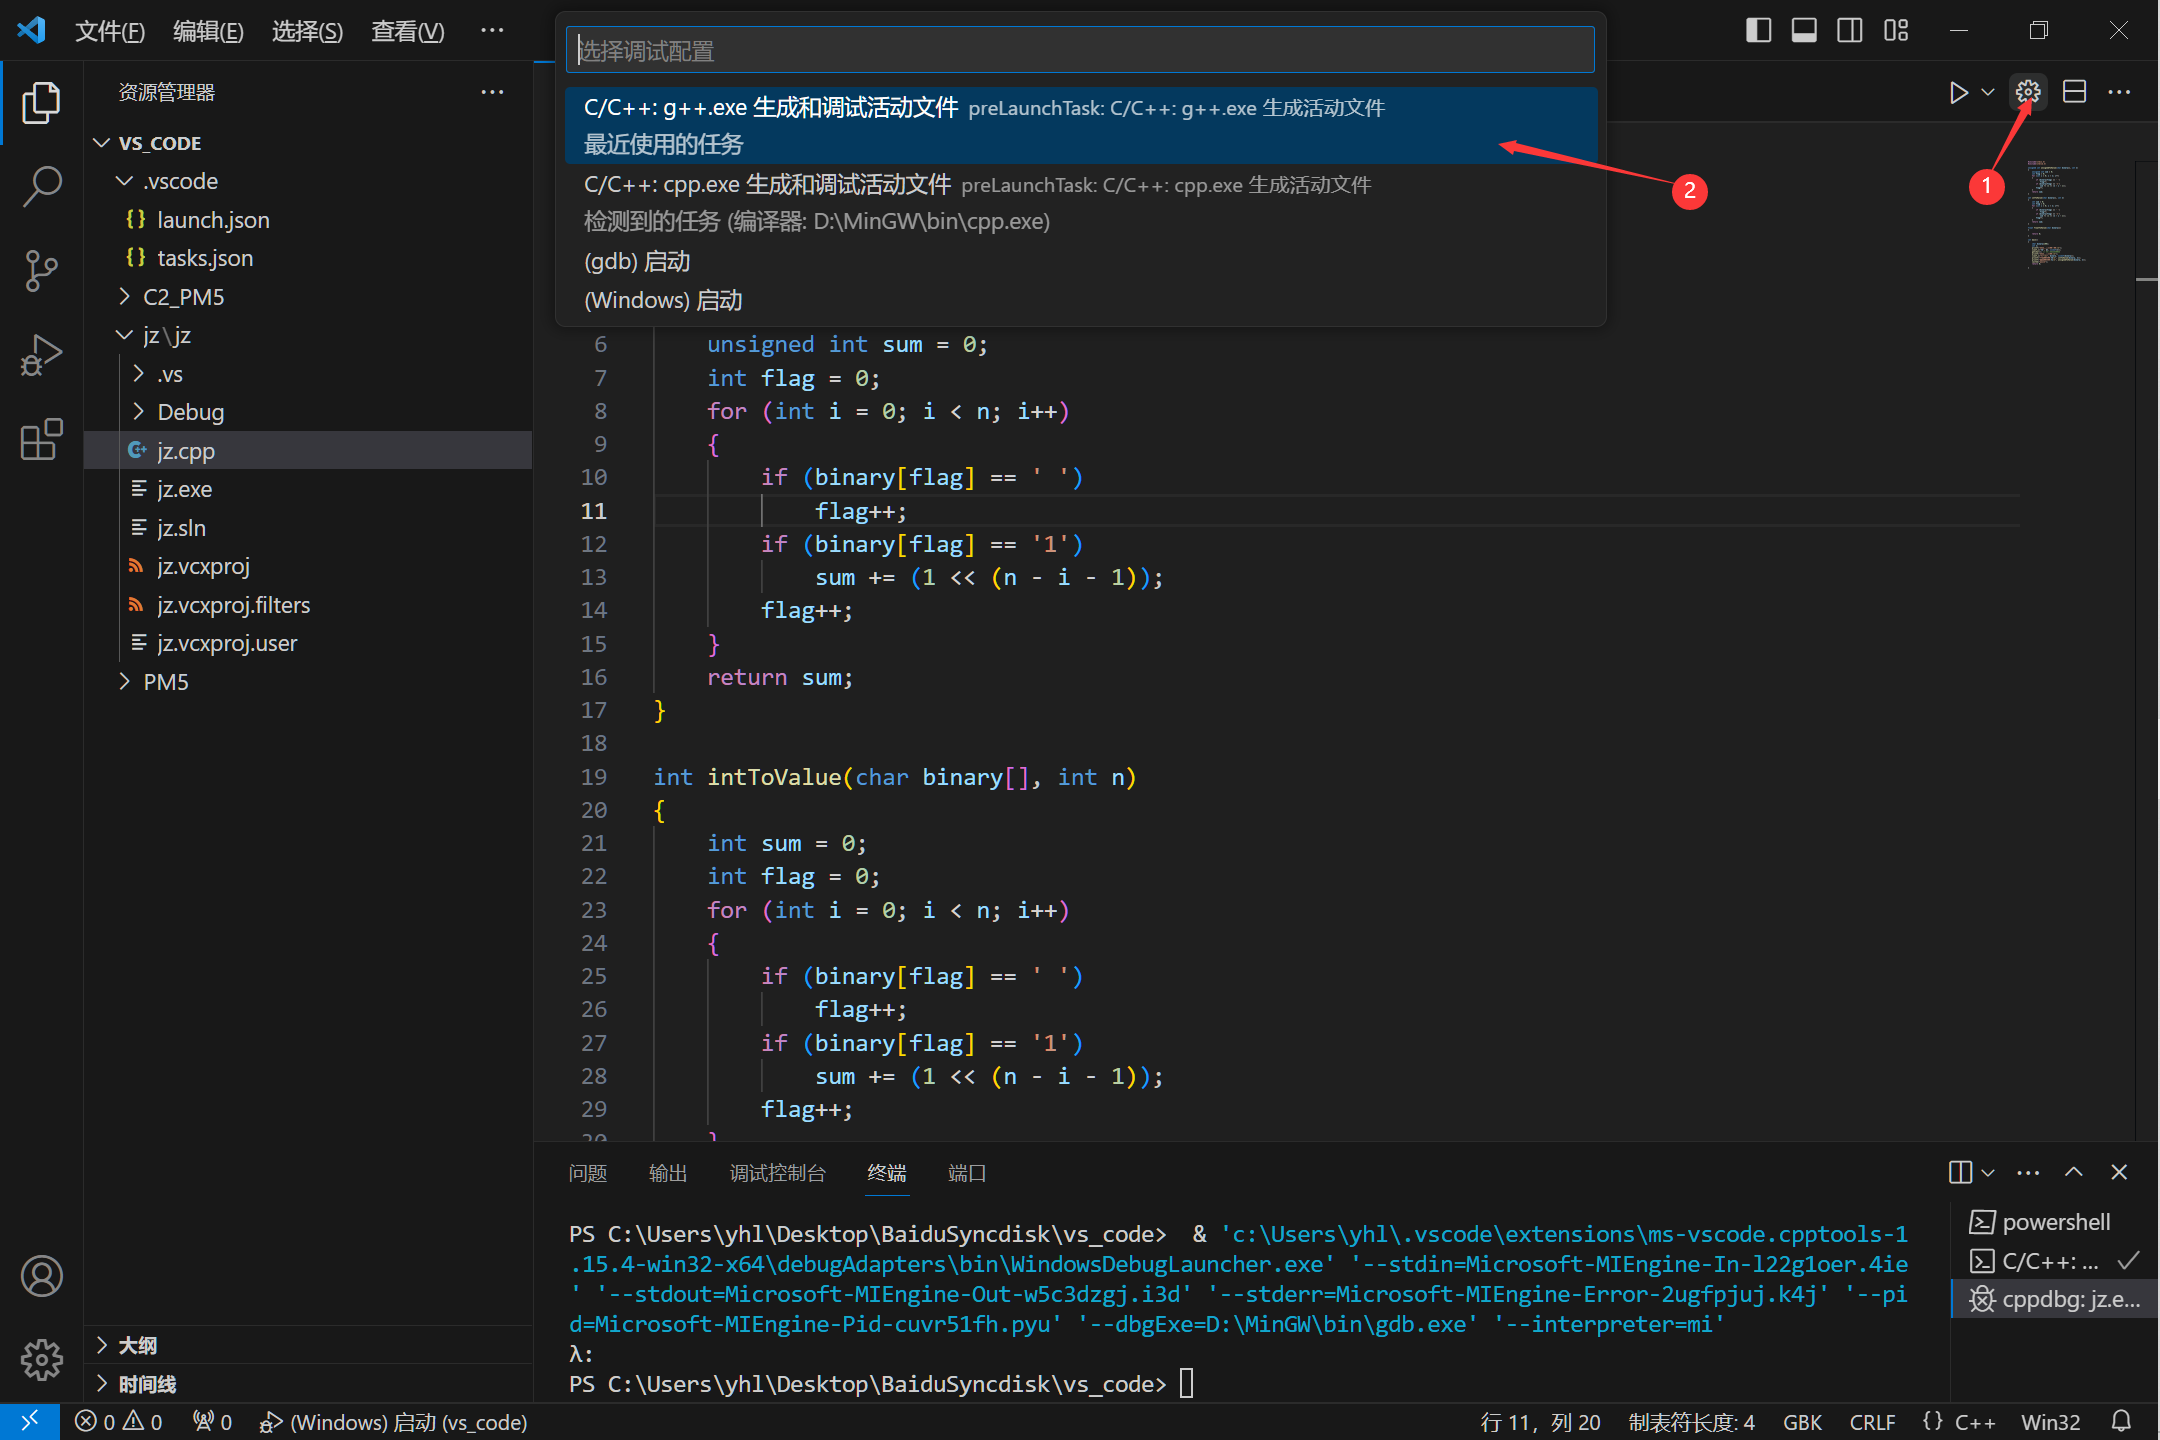 文件(F) 编辑(E) 选择(S) 查看(V) ···
选择调试配置
C/C++: g++.exe 生成和调试活动文件 preLaunchTask: C/C++: g++.exe 生成活动文件
最近使用的任务
C/C++: cpp.exe 生成和调试活动文件 preLaunchTask: C/C++: cpp.exe 生成活动文件
检测到的任务 (编译器: D:\MinGW\bin\cpp.exe)
(gdb) 启动
(Windows) 启动
1
2
资源管理器
VS_CODE
.vscode
{} launch.json
{} tasks.json
C2_PM5
jz\jz
.vs
Debug
jz.cpp
jz.exe
jz.sln
jz.vcxproj
jz.vcxproj.filters
jz.vcxproj.user
PM5
大纲
时间线
6 unsigned int sum = 0;
7 int flag = 0;
8 for (int i = 0; i < n; i++)
9 {
10 if (binary[flag] == ' ')
11 flag++;
12 if (binary[flag] == '1')
13 sum += (1 << (n - i - 1));
14 flag++;
15 }
16 return sum;
17 }
18
19 int intToValue(char binary[], int n)
20 {
21 int sum = 0;
22 int flag = 0;
23 for (int i = 0; i < n; i++)
24 {
25 if (binary[flag] == ' ')
26 flag++;
27 if (binary[flag] == '1')
28 sum += (1 << (n - i - 1));
29 flag++;
30 }
问题 输出 调试控制台 终端 端口
PS C:\Users\yhl\Desktop\BaiduSyncdisk\vs_code>  & 'c:\Users\yhl\.vscode\extensions\ms-vscode.cpptools-1
.15.4-win32-x64\debugAdapters\bin\WindowsDebugLauncher.exe' '--stdin=Microsoft-MIEngine-In-l22g1oer.4ie
' '--stdout=Microsoft-MIEngine-Out-w5c3dzgj.i3d' '--stderr=Microsoft-MIEngine-Error-2ugfpjuj.k4j' '--pi
d=Microsoft-MIEngine-Pid-cuvr51fh.pyu' '--dbgExe=D:\MinGW\bin\gdb.exe' '--interpreter=mi'
λ:
PS C:\Users\yhl\Desktop\BaiduSyncdisk\vs_code>
powershell
C/C++: ...
cppdbg: jz.e...
0 0 0 (Windows) 启动 (vs_code)
行 11，列 20 制表符长度: 4 GBK CRLF {} C++ Win32